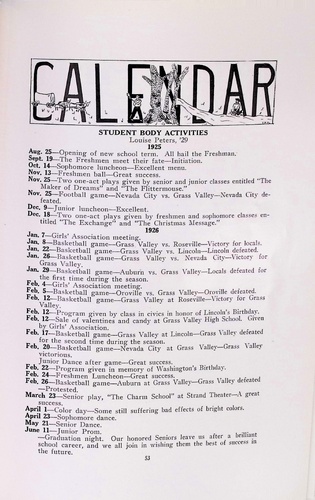 CALENDAR
STUDENT BODY ACTIVITIES
Louise Peters, '29
1925
Aug. 25—Opening of new school term. All hail the Freshman.
Sept. 19—The Freshmen meet their fate—Initiation.
Oct. 14—Sophomore luncheon—Excellent menu.
Nov. 13—Freshmen ball—Great success.
Nov. 25—Two one-act plays given by senior and junior classes entitled "The
Maker of Dreams" and "The Flittermouse."
Nov. 25—Football game—Nevada City vs. Grass Valley—Nevada City de-
feated.
Dec. 9—Junior luncheon—Excellent.
Dec. 18—Two one-act plays given by freshmen and sophomore classes en-
titled "The Exchange" and "The Christmas Message."
1926
Jan. 7—Girls' Association meeting.
Jan. 8—Basketball game—Grass Valley vs. Roseville—Victory for locals.
Jan. 22—Basketball game—Grass Valley vs. Lincoln—Lincoln defeated.
Jan. 26—Basketball game—Grass Valley vs. Nevada City—Victory for
Grass Valley.
Jan. 29—Basketball game—Auburn vs. Grass Valley—Locals defeated for
the first time during the season.
Feb. 4—Girls' Association meeting.
Feb. 5—Basketball game—Oroville vs. Grass Valley—Oroville defeated.
Feb. 12—Basketball game—Grass Valley at Roseville—Victory for Grass
Valley.
Feb. 12—Program given by class in civics in honor of Lincoln's Birthday.
Feb. 12—Sale of valentines and candy at Grass Valley High School. Given
by Girls' Association.
Feb. 17—Basketball game—Grass Valley at Lincoln—Grass Valley defeated
for the second time during the season.
Feb. 20—Basketball game—Nevada City at Grass Valley—Grass Valley
victorious.
Junior Dance after game—Great success.
Feb. 22—Program given in memory of Washington's Birthday.
Feb. 24—Freshmen Luncheon—Great success.
Feb. 26—Basketball game—Auburn at Grass Valley—Grass Valley defeated
—Protested.
March 23—Senior play, "The Charm School" at Strand Theater—A great
success.
April 1—Color day—Some still suffering bad effects of bright colors.
April 23—Sophomore dance.
May 21—Senior Dance.
June 11—Junior Prom.
—Graduation night. Our honored Seniors leave us after a brilliant
school career, and we all join in wishing them the best of success in
the future.
53